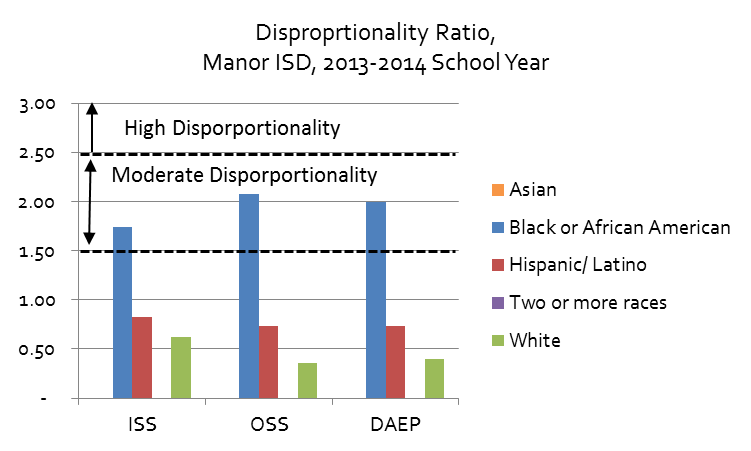 Disproprtionality Ratio,
Manor ISD, 2013-2014 School Year
3.00
High Disporportionality
2.50
Moderate Disporportionality
2.00
1.50
1.00
0.50
-
ISS
OSS
DAEP
Asian
Black or African American
Hispanic/ Latino
Two or more races
White